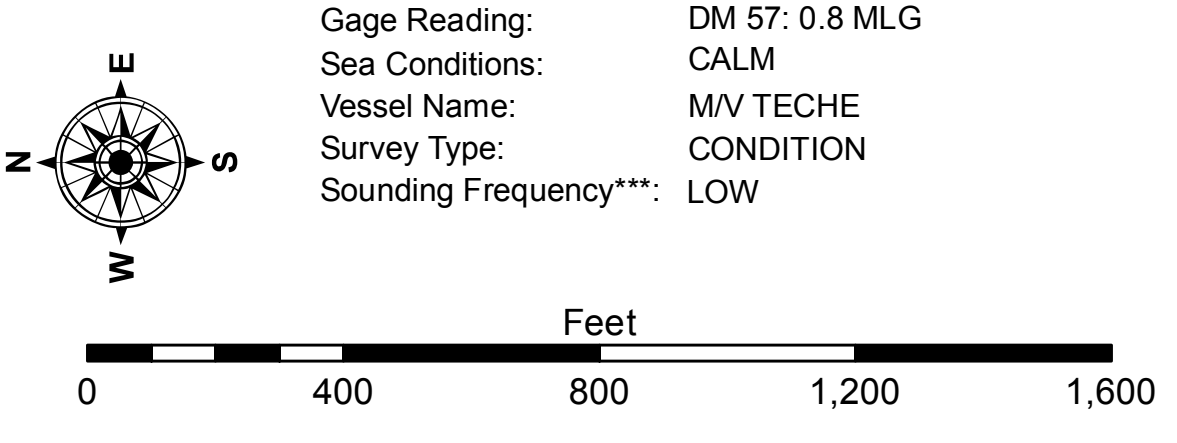 Gage Reading: DM 57: 0.8 MLG
Sea Conditions: CALM
Vessel Name: M/V TECHE
Survey Type: CONDITION
Sounding Frequency***: LOW
E
N S
W
Feet
0 400 800 1,200 1,600